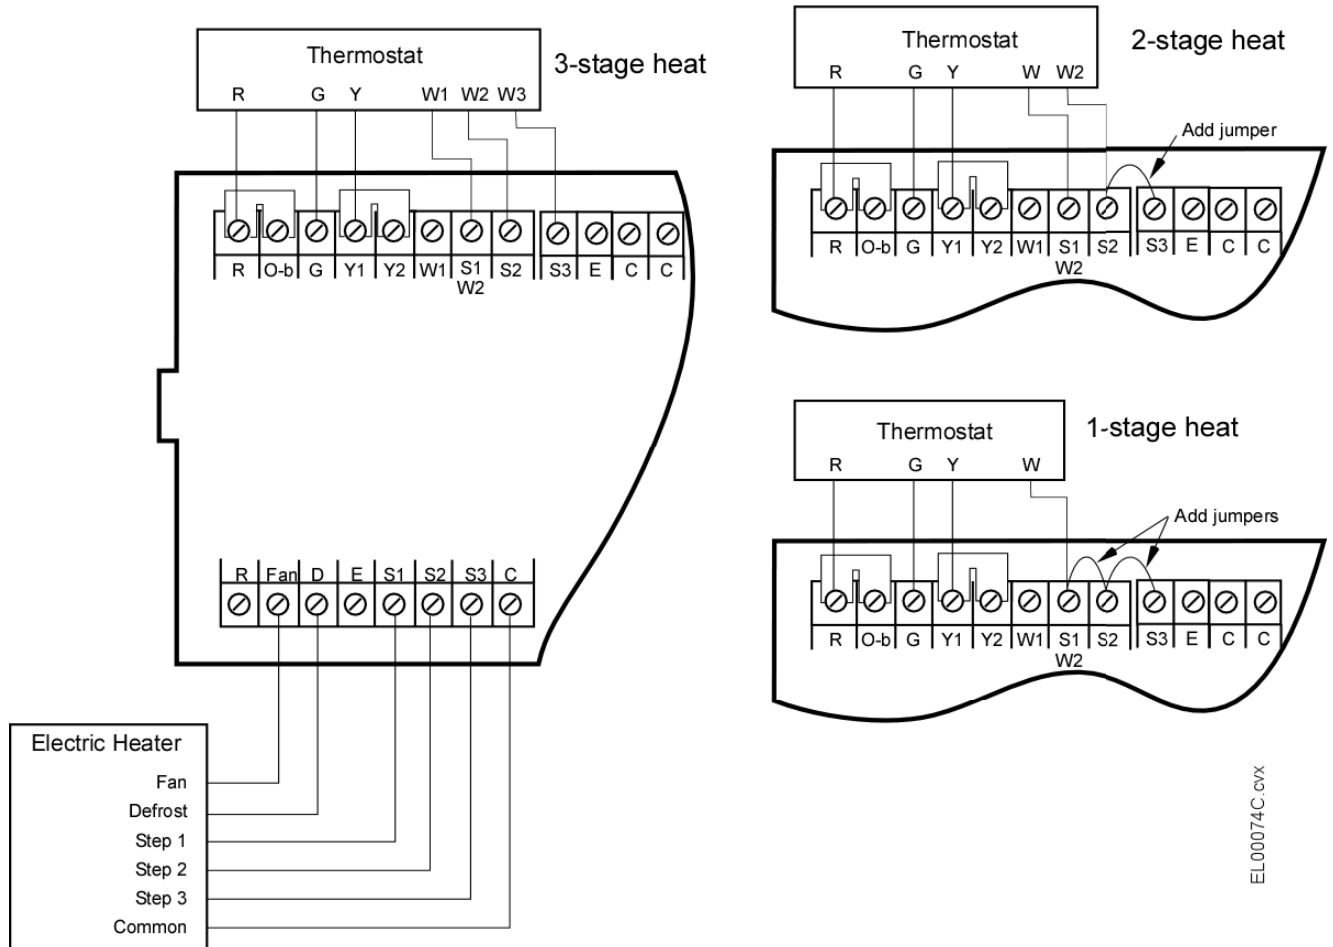 Thermostat
3-stage heat
R G Y W1 W2 W3
R O-b G Y1 Y2 W1 S1 S2 S3 E C C
W2
R Fan D E S1 S2 S3 C
Electric Heater
Fan
Defrost
Step 1
Step 2
Step 3
Common
Thermostat
2-stage heat
R G Y W W2
Add jumper
R O-b G Y1 Y2 W1 S1 S2 S3 E C C
W2
Thermostat
1-stage heat
R G Y W
Add jumpers
R O-b G Y1 Y2 W1 S1 S2 S3 E C C
W2
EL00074C.cvx